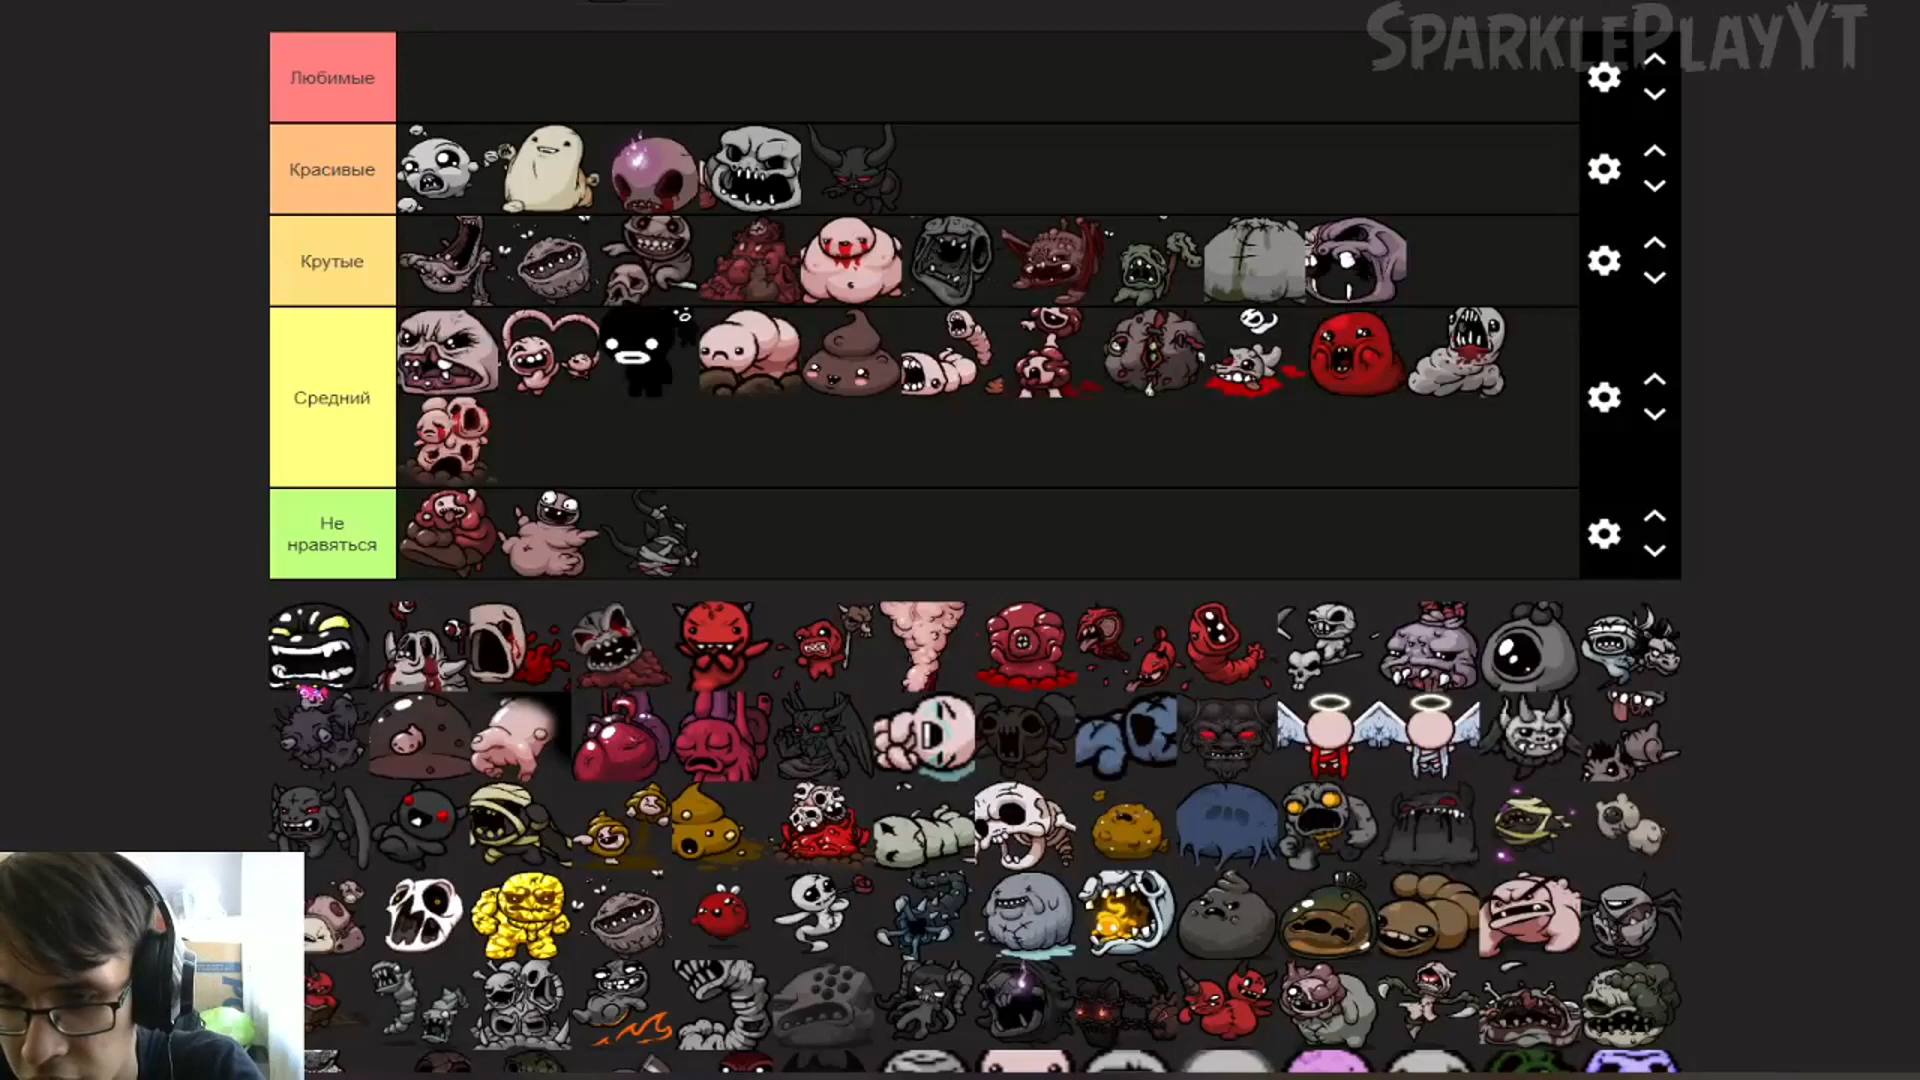 SPARKLEPLAYYT
Любимые
Красивые
Крутые
Средний
Не
нравяться